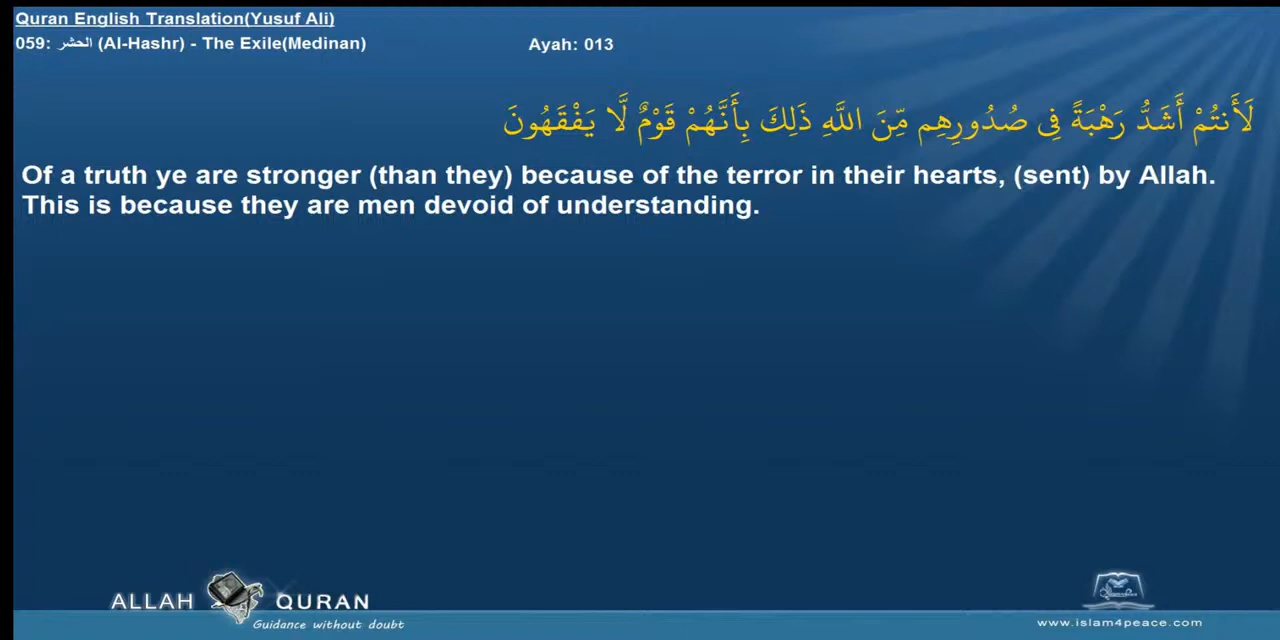 Quran English Translation(Yusuf Ali)
059: الحشر (Al-Hashr) - The Exile(Medinan)
Ayah: 013
لَأَنتُمْ أَشَدُّ رَهْبَةً فِى صُدُورِهِم مِّنَ اللَّهِ ذَلِكَ بِأَنَّهُمْ قَوْمٌ لَّا يَفْقَهُونَ
Of a truth ye are stronger (than they) because of the terror in their hearts, (sent) by Allah.
This is because they are men devoid of understanding.
ALLAH QURAN
Guidance without doubt
www.islam4peace.com